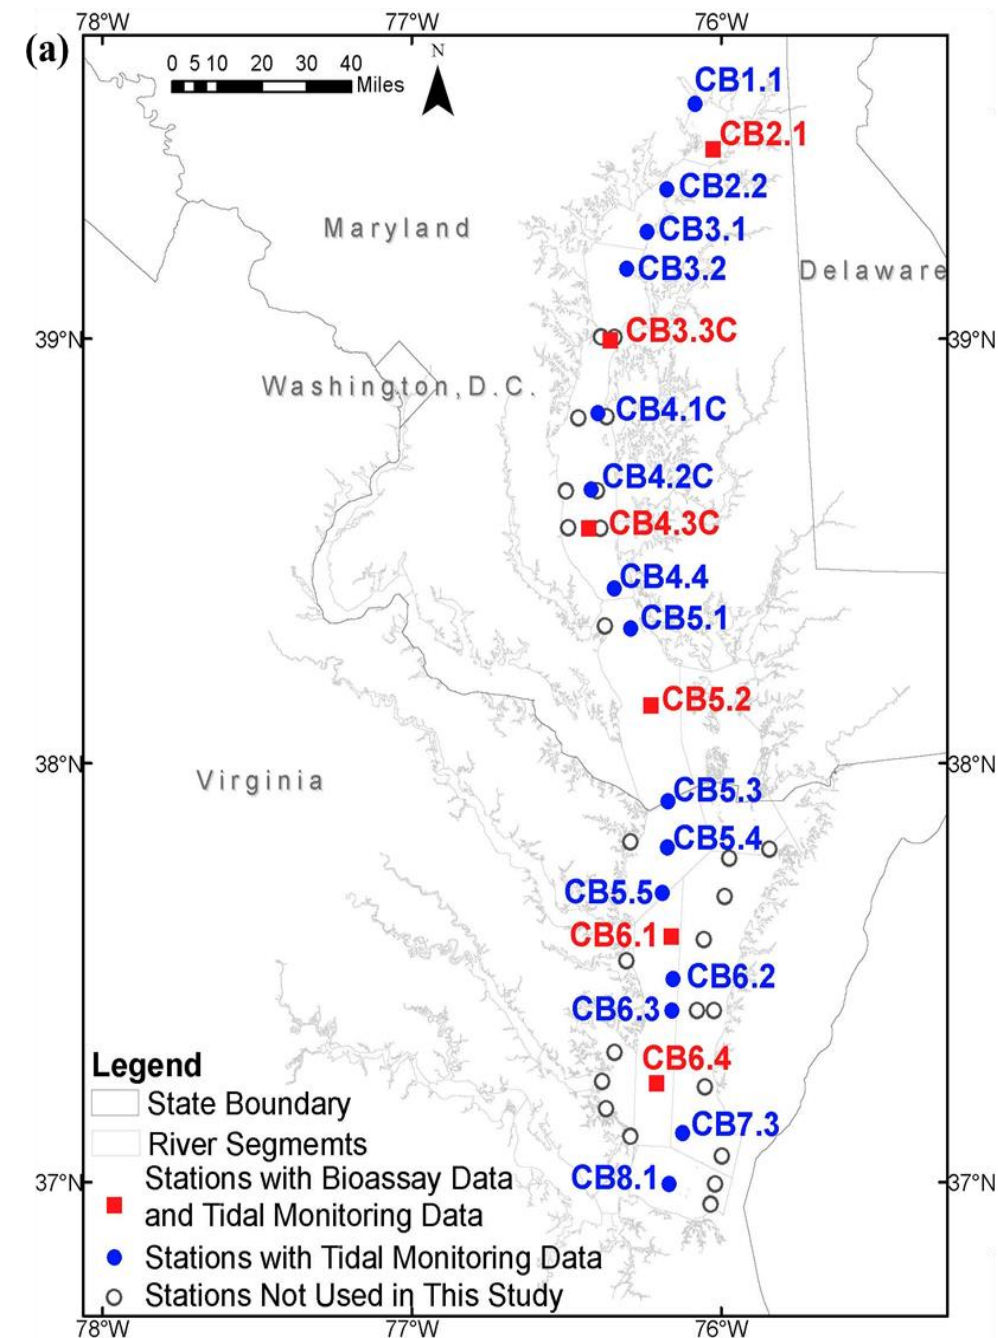 78°W 77°W 76°W
(a)
N
0 5 10 20 30 40
Miles
CB1.1
CB2.1
CB2.2
Maryland
CB3.1
CB3.2
Delaware
39°N CB3.3C 39°N
Washington,D.C.
CB4.1C
CB4.2C
CB4.3C
CB4.4
CB5.1
CB5.2
38°N 38°N
Virginia
CB5.3
CB5.4
CB5.5
CB6.1
CB6.2
CB6.3
CB6.4
CB7.3
CB8.1
37°N 37°N
Legend
State Boundary
River Segmemts
Stations with Bioassay Data
and Tidal Monitoring Data
Stations with Tidal Monitoring Data
Stations Not Used in This Study
78°W 77°W 76°W